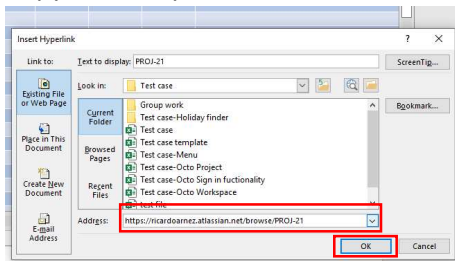 Insert Hyperlink
? ×
Link to:
Text to display: PROJ-21
ScreenTip...
Existing File
or Web Page
Look in:
Test case
Bookmark...
Current
Folder
Group work
Test case-Holiday finder
Test case
Test case template
Test case-Menu
Test case-Octo Project
Test case-Octo Sign in fuctionality
Test case-Octo Workspace
test file
Place in This
Document
Browsed
Pages
Create New
Document
Recent
Files
E-mail
Address
Address:
https://ricardoarnez.atlassian.net/browse/PROJ-21
OK
Cancel